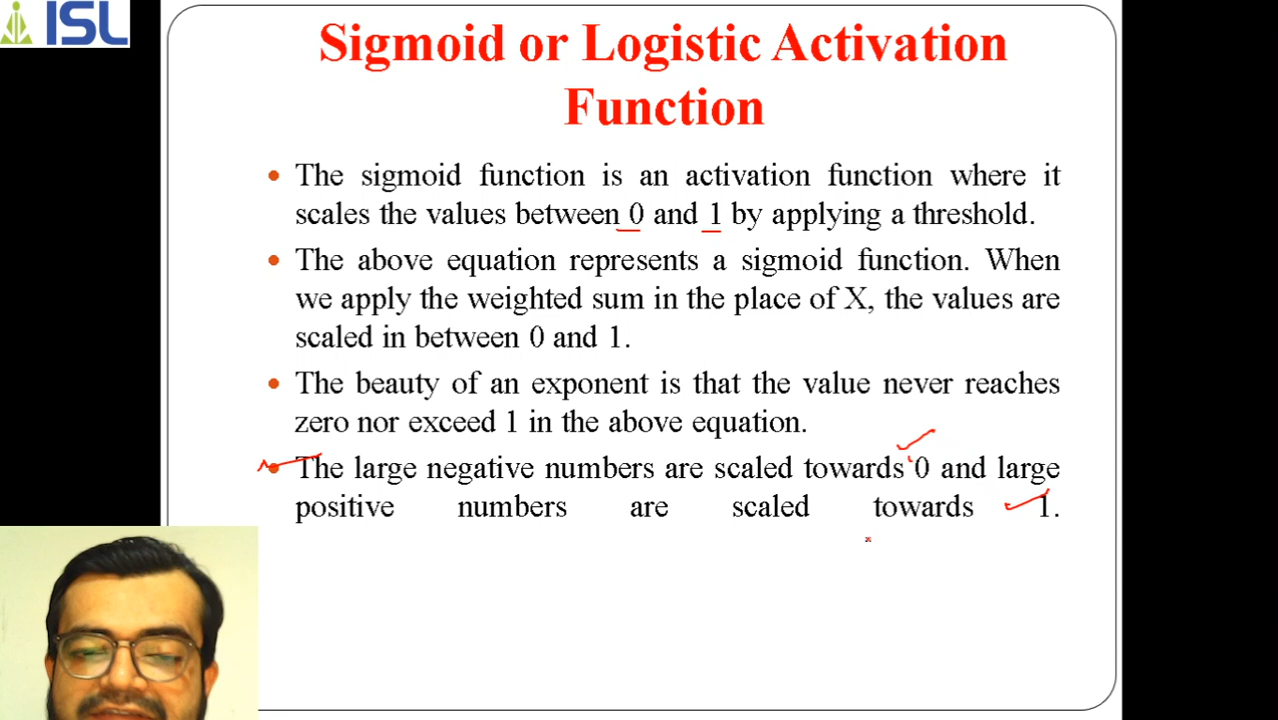 ISL
Sigmoid or Logistic Activation
Function
• The sigmoid function is an activation function where it
scales the values between 0 and 1 by applying a threshold.
• The above equation represents a sigmoid function. When
we apply the weighted sum in the place of X, the values are
scaled in between 0 and 1.
• The beauty of an exponent is that the value never reaches
zero nor exceed 1 in the above equation.
• The large negative numbers are scaled towards 0 and large
positive numbers are scaled towards 1.